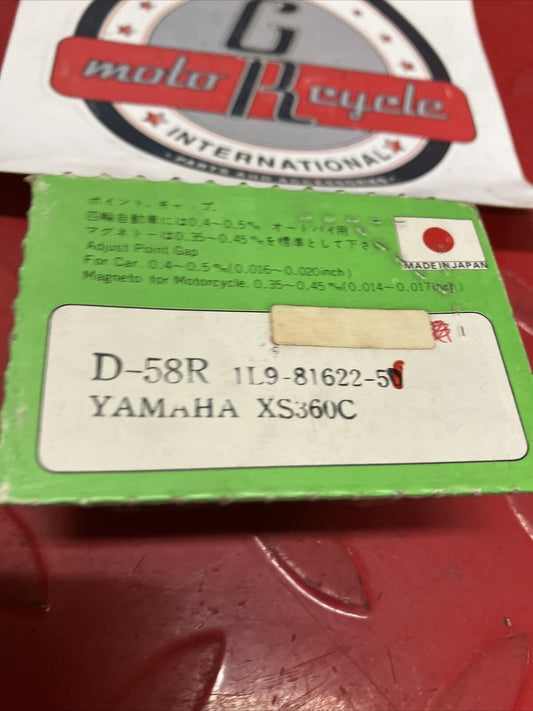 G
moto R cycle
INTERNATIONAL
PARTS AND ACCESSORIES
ポイント、ギャップ
四輪自動車には0.4~0.5㎜ オートバイ用
マグネトーは0.35~0.45㎜を標準として下さい
Adjust Point Gap
For Car. 0.4~0.5㎜(0.016~0.020inch)
Magneto for Motorcycle. 0.35~0.45㎜(0.014~0.017inch)
MADE IN JAPAN
D-58R 1L9-81622-5
YAMAHA XS360C